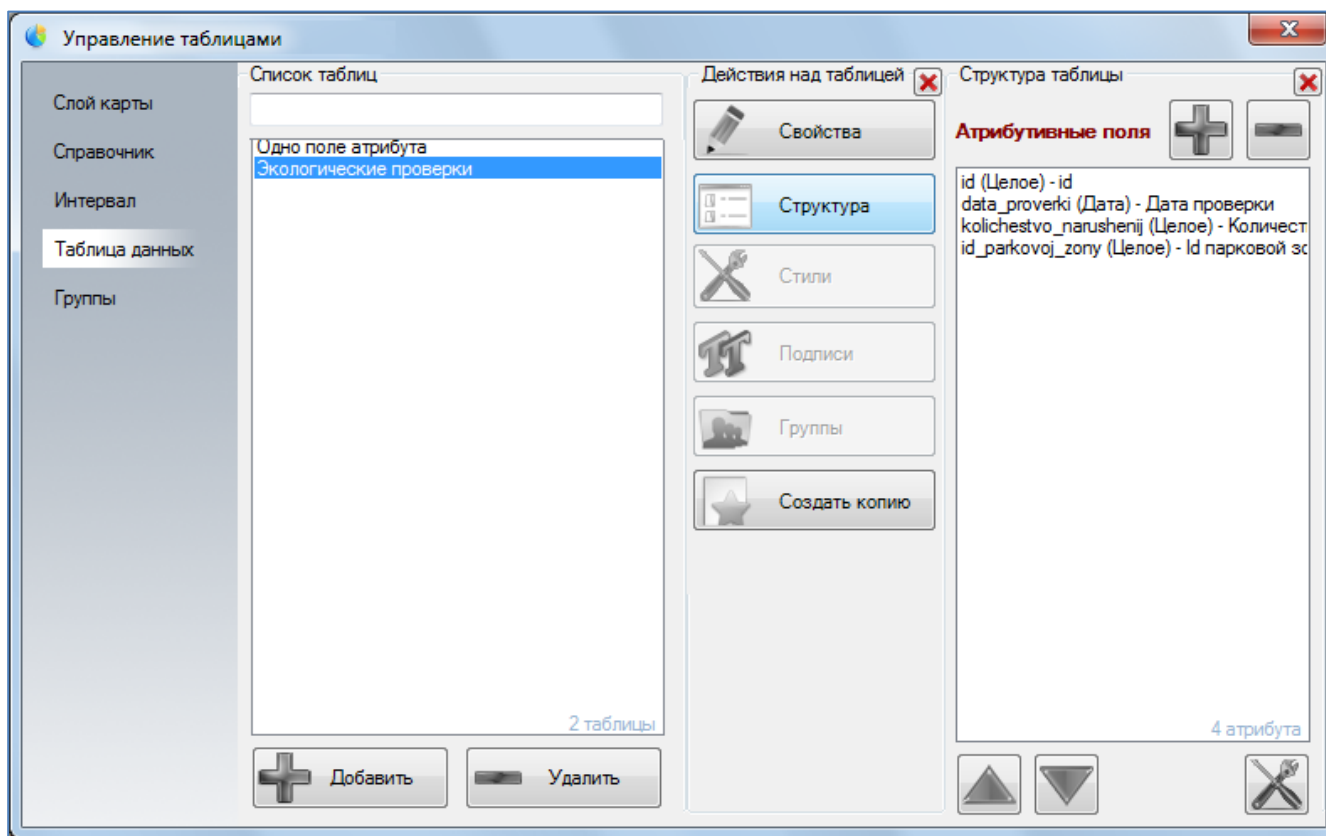 Управление таблицами
Слой карты
Справочник
Интервал
Таблица данных
Группы
Список таблиц
Одно поле атрибута
Экологические проверки
2 таблицы
Добавить
Удалить
Действия над таблицей
Свойства
Структура
Стили
Подписи
Группы
Создать копию
Структура таблицы
Атрибутивные поля
id (Целое) - id
data_proverki (Дата) - Дата проверки
kolichestvo_narushenij (Целое) - Количест
id_parkovoj_zony (Целое) - Id парковой зо
4 атрибута